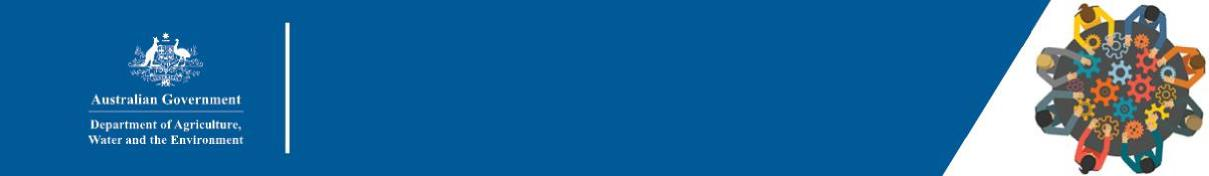 Australian Government
Department of Agriculture,
Water and the Environment